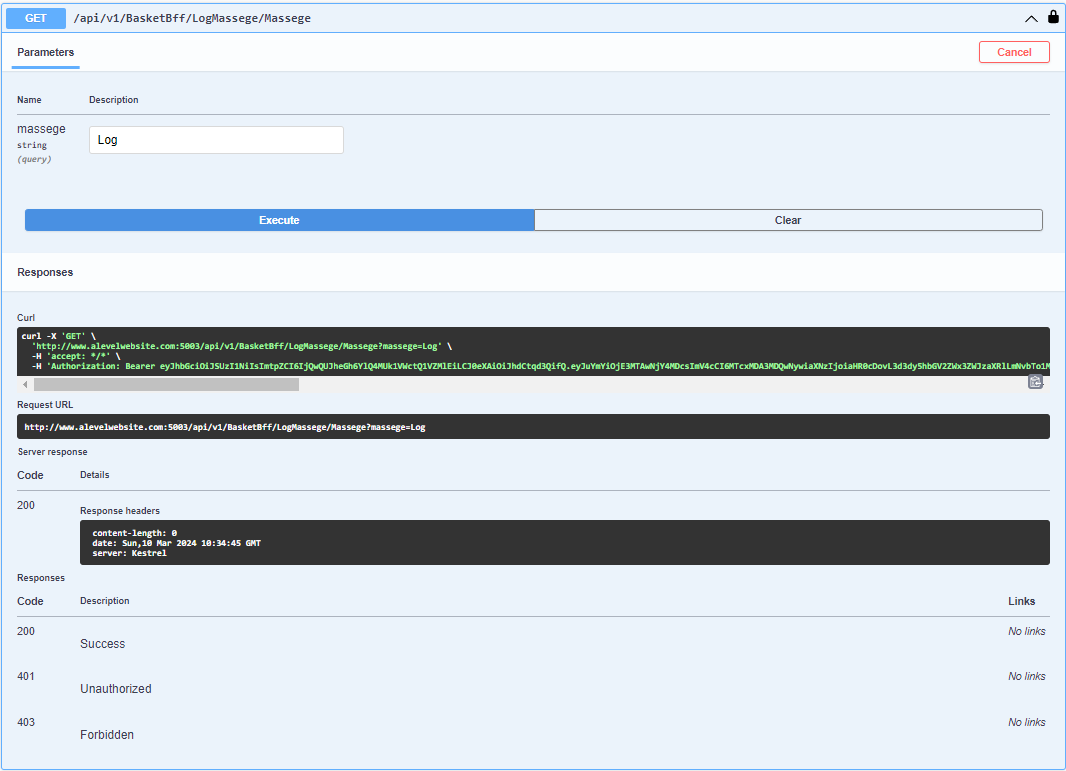 GET /api/v1/BasketBff/LogMassege/Massege
Parameters
Cancel
Name Description
massege
string
(query)
Log
Execute
Clear
Responses
Curl
curl -X 'GET' \
'http://www.alevelwebsite.com:5003/api/v1/BasketBff/LogMassege/Massege?massege=Log' \
-H 'accept: */*' \
-H 'Authorization: Bearer
Request URL
http://www.alevelwebsite.com:5003/api/v1/BasketBff/LogMassege/Massege?massege=Log
Server response
Code Details
200
Response headers
content-length: 0
date: Sun,10 Mar 2024 10:34:45 GMT
server: Kestrel
Responses
Code Description Links
200 No links
Success
401 No links
Unauthorized
403 No links
Forbidden